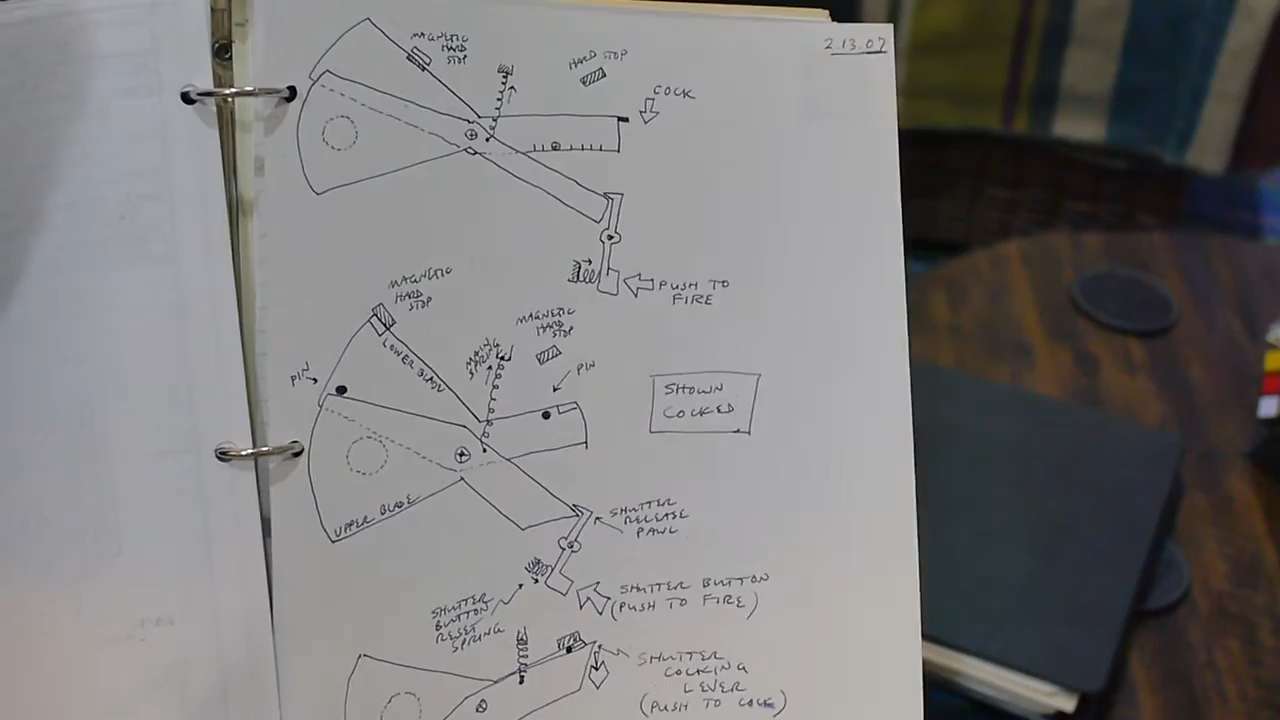 2.13.07
MAGNETIC
HARD
STOP
HARD STOP
COCK
PUSH TO
FIRE
MAGNETIC
HARD
STOP
MAGNETIC
HARD
STOP
MAIN
SPRING
LOWER BLADE
PIN
PIN
SHOWN
COCKED
UPPER BLADE
SHUTTER
RELEASE
PAWL
SHUTTER BUTTON
(PUSH TO FIRE)
SHUTTER
BUTTON
RESET
SPRING
SHUTTER
COCKING
LEVER
(PUSH TO COCK)